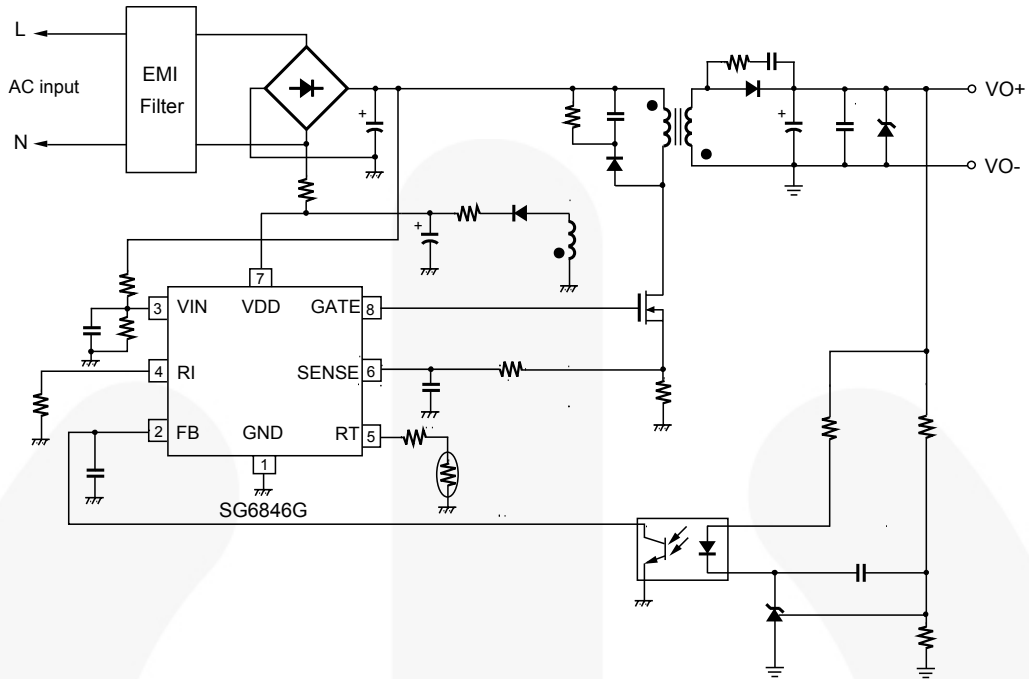 L
AC input
N
EMI
Filter
+
+
+
VO+
VO-
7
3 VIN VDD GATE 8
4 RI SENSE 6
2 FB GND RT 5
1
SG6846G